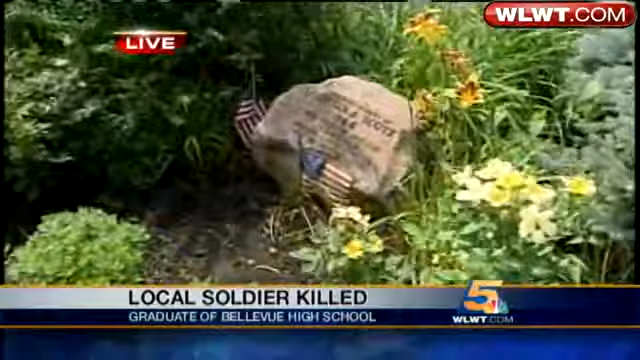 WLWT.COM
LIVE
LOCAL SOLDIER KILLED
GRADUATE OF BELLEVUE HIGH SCHOOL
5
WLWT.COM